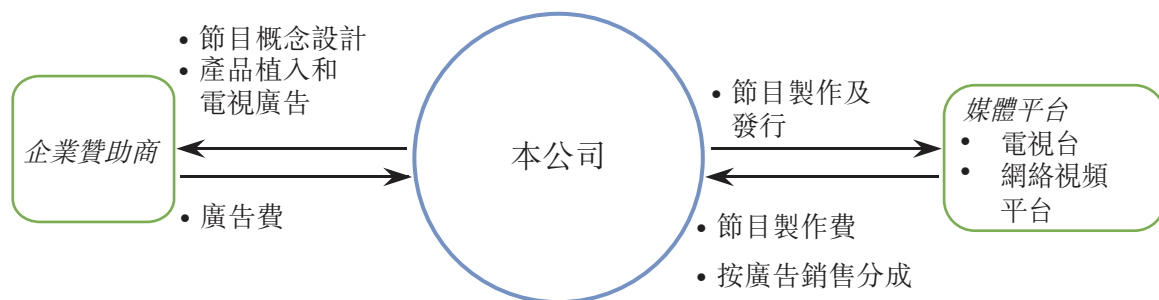 • 節目概念設計
• 產品植入和
電視廣告
企業贊助商
• 廣告費
本公司
• 節目製作及
發行
媒體平台
• 電視台
• 網絡視頻
平台
• 節目製作費
• 按廣告銷售分成